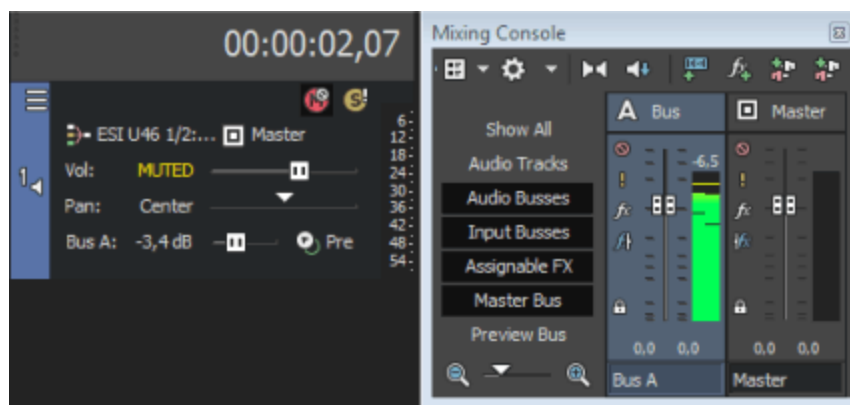 00:00:02,07
ESI U46 1/2:... Master
1
Vol: MUTED
Pan: Center
Bus A: -3,4 dB Pre
6
12
18
24
30
36
42
48
54
Mixing Console
Show All
Audio Tracks
Audio Busses
Input Busses
Assignable FX
Master Bus
Preview Bus
A Bus
-6,5
fx
0,0 0,0
Bus A
Master
fx
0,0 0,0
Master